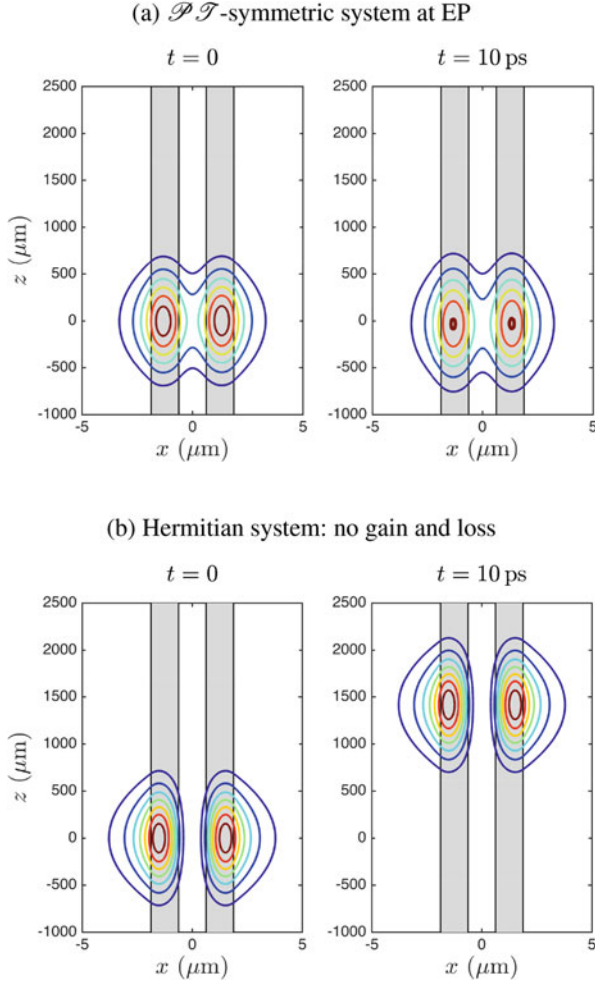 (a) 𝒫𝒯-symmetric system at EP
t = 0
t = 10 ps
2500
2000
1500
1000
500
0
-500
-1000
z (μm)
-5 0 5
x (μm)
2500
2000
1500
1000
500
0
-500
-1000
-5 0 5
x (μm)
(b) Hermitian system: no gain and loss
t = 0
t = 10 ps
2500
2000
1500
1000
500
0
-500
-1000
z (μm)
-5 0 5
x (μm)
2500
2000
1500
1000
500
0
-500
-1000
-5 0 5
x (μm)